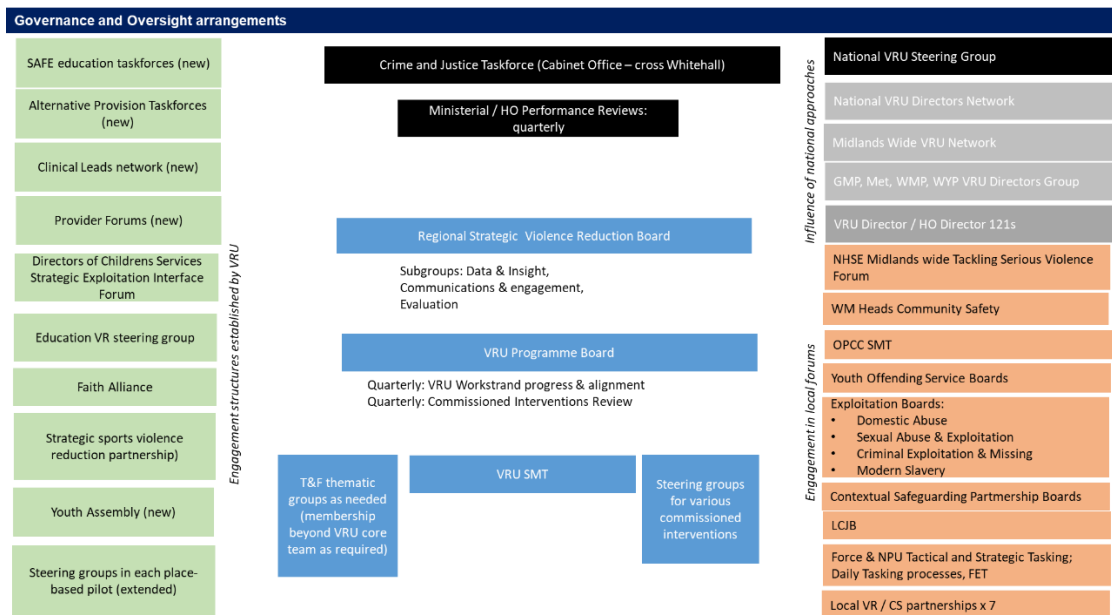 Governance and Oversight arrangements
SAFE education taskforces (new)
Alternative Provision Taskforces
(new)
Clinical Leads network (new)
Provider Forums (new)
Directors of Childrens Services
Strategic Exploitation Interface
Forum
Education VR steering group
Faith Alliance
Strategic sports violence
reduction partnership)
Youth Assembly (new)
Steering groups in each place-
based pilot (extended)
Engagement structures established by VRU
Crime and Justice Taskforce (Cabinet Office – cross Whitehall)
Ministerial / HO Performance Reviews:
quarterly
Regional Strategic  Violence Reduction Board
Subgroups: Data & Insight,
Communications & engagement,
Evaluation
VRU Programme Board
Quarterly: VRU Workstrand progress & alignment
Quarterly: Commissioned Interventions Review
T&F thematic
groups as needed
(membership
beyond VRU core
team as required)
VRU SMT
Steering groups
for various
commissioned
interventions
Influence of national approaches
National VRU Steering Group
National VRU Directors Network
Midlands Wide VRU Network
GMP, Met, WMP, WYP VRU Directors Group
VRU Director / HO Director 121s
Engagement in local forums
NHSE Midlands wide Tackling Serious Violence
Forum
WM Heads Community Safety
OPCC SMT
Youth Offending Service Boards
Exploitation Boards:
• Domestic Abuse
• Sexual Abuse & Exploitation
• Criminal Exploitation & Missing
• Modern Slavery
Contextual Safeguarding Partnership Boards
LCJB
Force & NPU Tactical and Strategic Tasking;
Daily Tasking processes, FET
Local VR / CS partnerships x 7